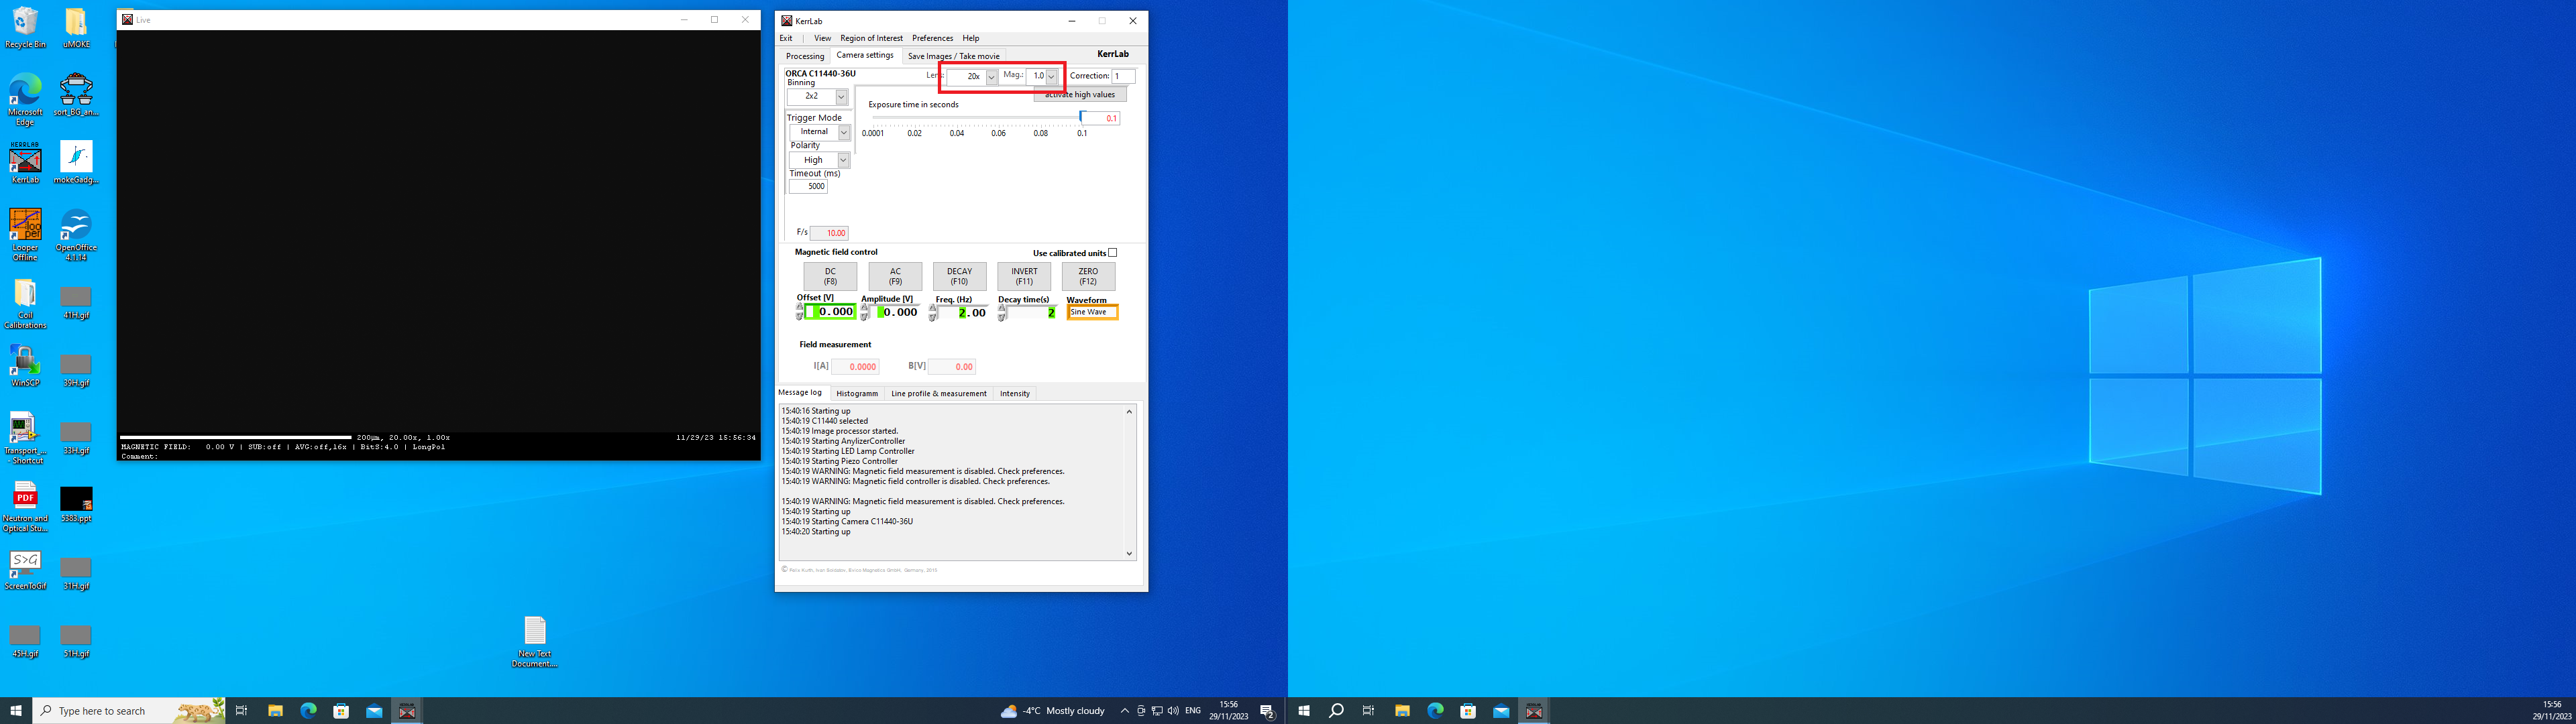 Recycle Bin
uMOKE
Microsoft
Edge
sort_BG_an...
KERRLAB
KerrLab
mokeGadg...
Looper
Offline
OpenOffice
4.1.14
Coil
Calibrations
41H.gif
WinSCP
39H.gif
Transport_...
- Shortcut
33H.gif
PDF
Neutron and
Optical Stu...
5383.ppt
S>G
ScreenToGif
31H.gif
45H.gif
51H.gif
Live
200µm, 20.00x, 1.00x
11/29/23 15:56:34
MAGNETIC FIELD: 0.00 V | SUB:off | AVG:off,16x | BitS:4.0 | LongPol
Comment:
New Text
Document....
KerrLab
Exit | View Region of Interest Preferences Help
Processing Camera settings Save Images / Take movie KerrLab
ORCA C11440-36U
Lens: 20x Mag.: 1.0 Correction: 1
Binning
2x2
activate high values
Exposure time in seconds
0.1
0.0001 0.02 0.04 0.06 0.08 0.1
Trigger Mode
Internal
Polarity
High
Timeout (ms)
5000
F/s 10.00
Magnetic field control Use calibrated units
DC
(F8)
AC
(F9)
DECAY
(F10)
INVERT
(F11)
ZERO
(F12)
Offset [V] Amplitude [V] Freq. (Hz) Decay time(s) Waveform
0.000 0.000 2.00 2 Sine Wave
Field measurement
I[A] 0.0000 B[V] 0.00
Message log Histogramm Line profile & measurement Intensity
15:40:16 Starting up
15:40:19 C11440 selected
15:40:19 Image processor started.
15:40:19 Starting AnylizerController
15:40:19 Starting LED Lamp Controller
15:40:19 Starting Piezo Controller
15:40:19 WARNING: Magnetic field measurement is disabled. Check preferences.
15:40:19 WARNING: Magnetic field controller is disabled. Check preferences.
15:40:19 WARNING: Magnetic field measurement is disabled. Check preferences.
15:40:19 Starting up
15:40:19 Starting Camera C11440-36U
15:40:20 Starting up
Type here to search
-4°C Mostly cloudy
ENG
15:56
29/11/2023
2
15:56
29/11/2023